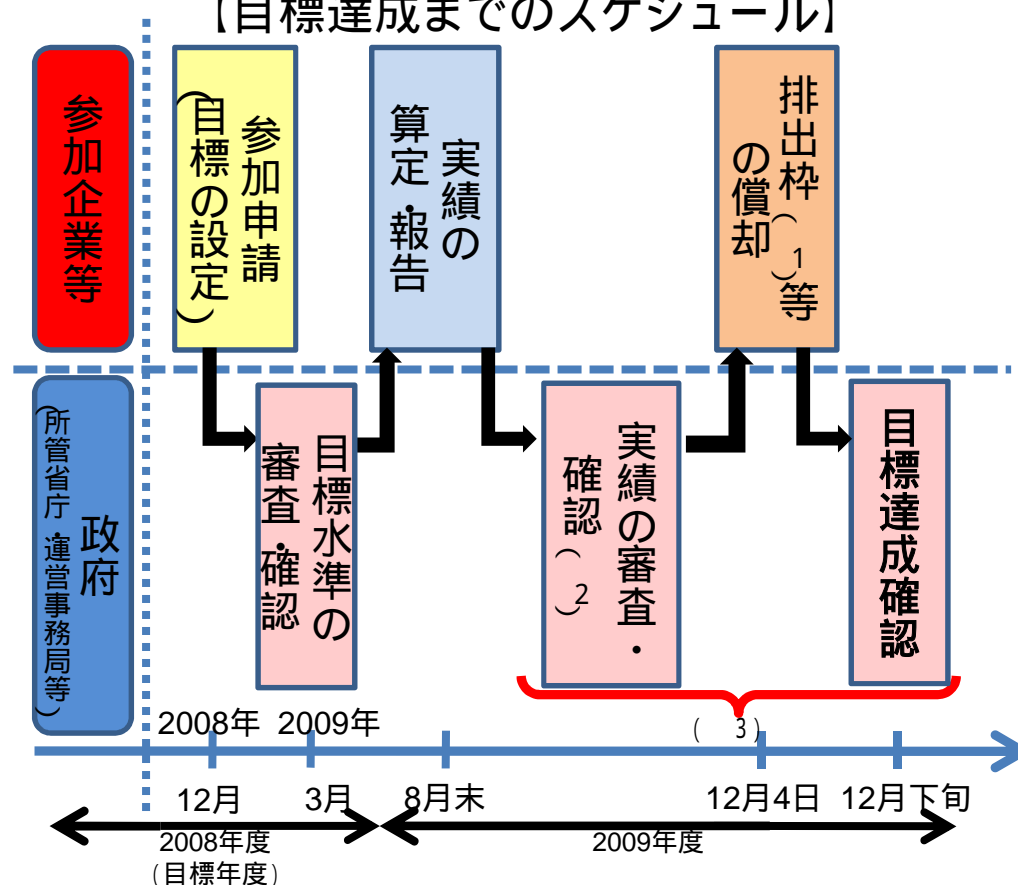 【目標達成までのスケジュール】
参加企業等
参加申請
(目標の設定)
実績の
算定・報告
排出枠( 1)等
の償却
政府
(所管省庁・運営事務局等)
目標水準の
審査・確認
実績の審査・
確認( 2)
目標達成確認
( 3)
2008年 2009年
12月 3月 8月末 12月4日 12月下旬
2008年度
(目標年度)
2009年度